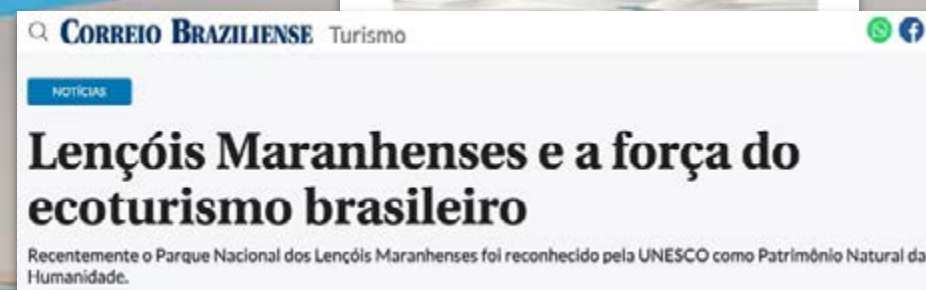 CORREIO BRAZILIENSE Turismo
NOTÍCIAS
Lençóis Maranhenses e a força do
ecoturismo brasileiro
Recentemente o Parque Nacional dos Lençóis Maranhenses foi reconhecido pela UNESCO como Patrimônio Natural da
Humanidade.